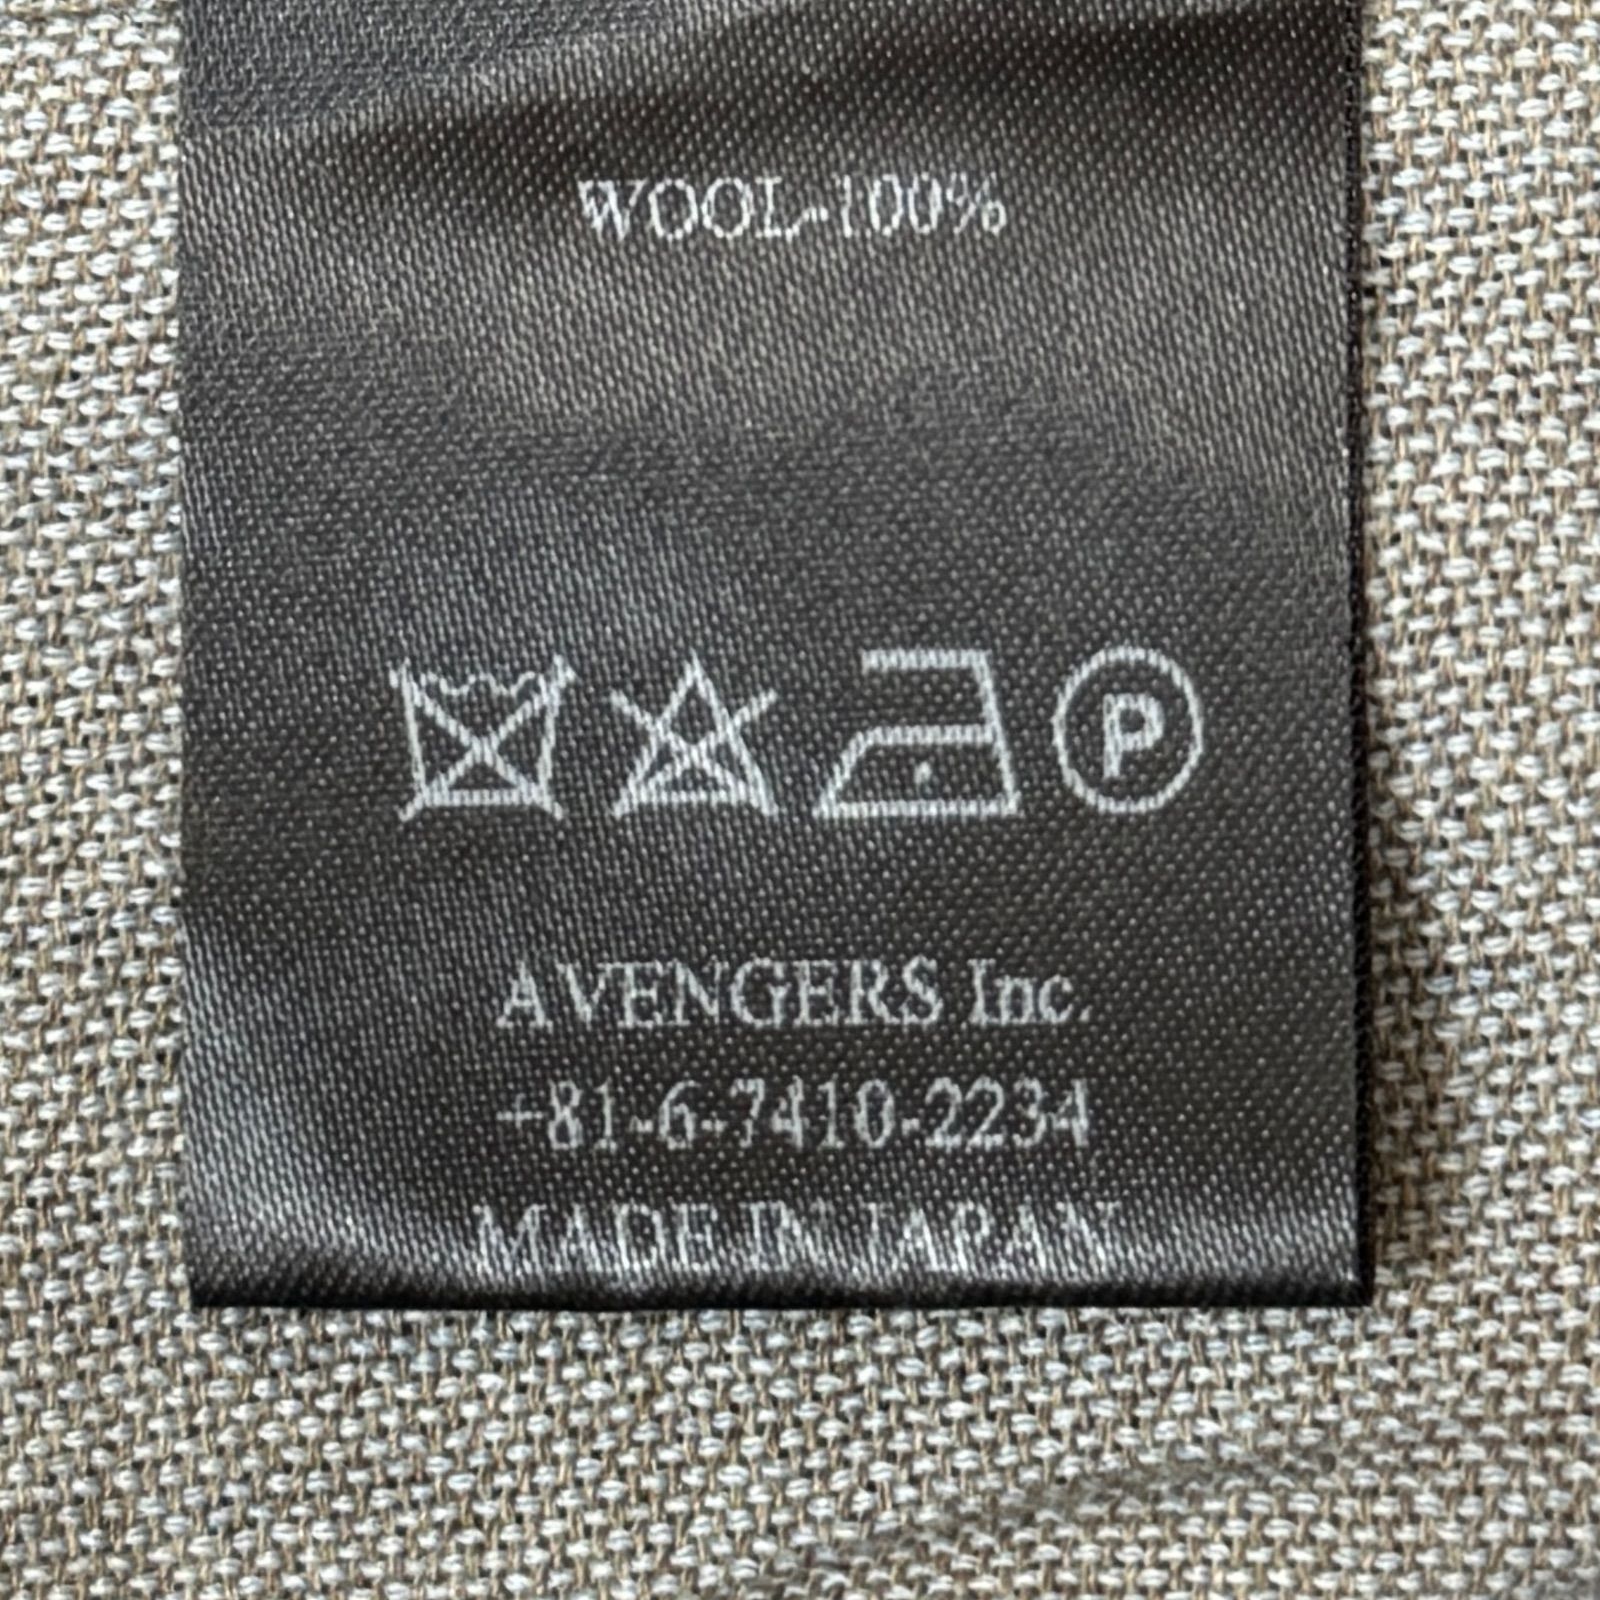 WOOL-100%
P
AVENGERS Inc.
+81-6-7410-2234
MADE IN JAPAN